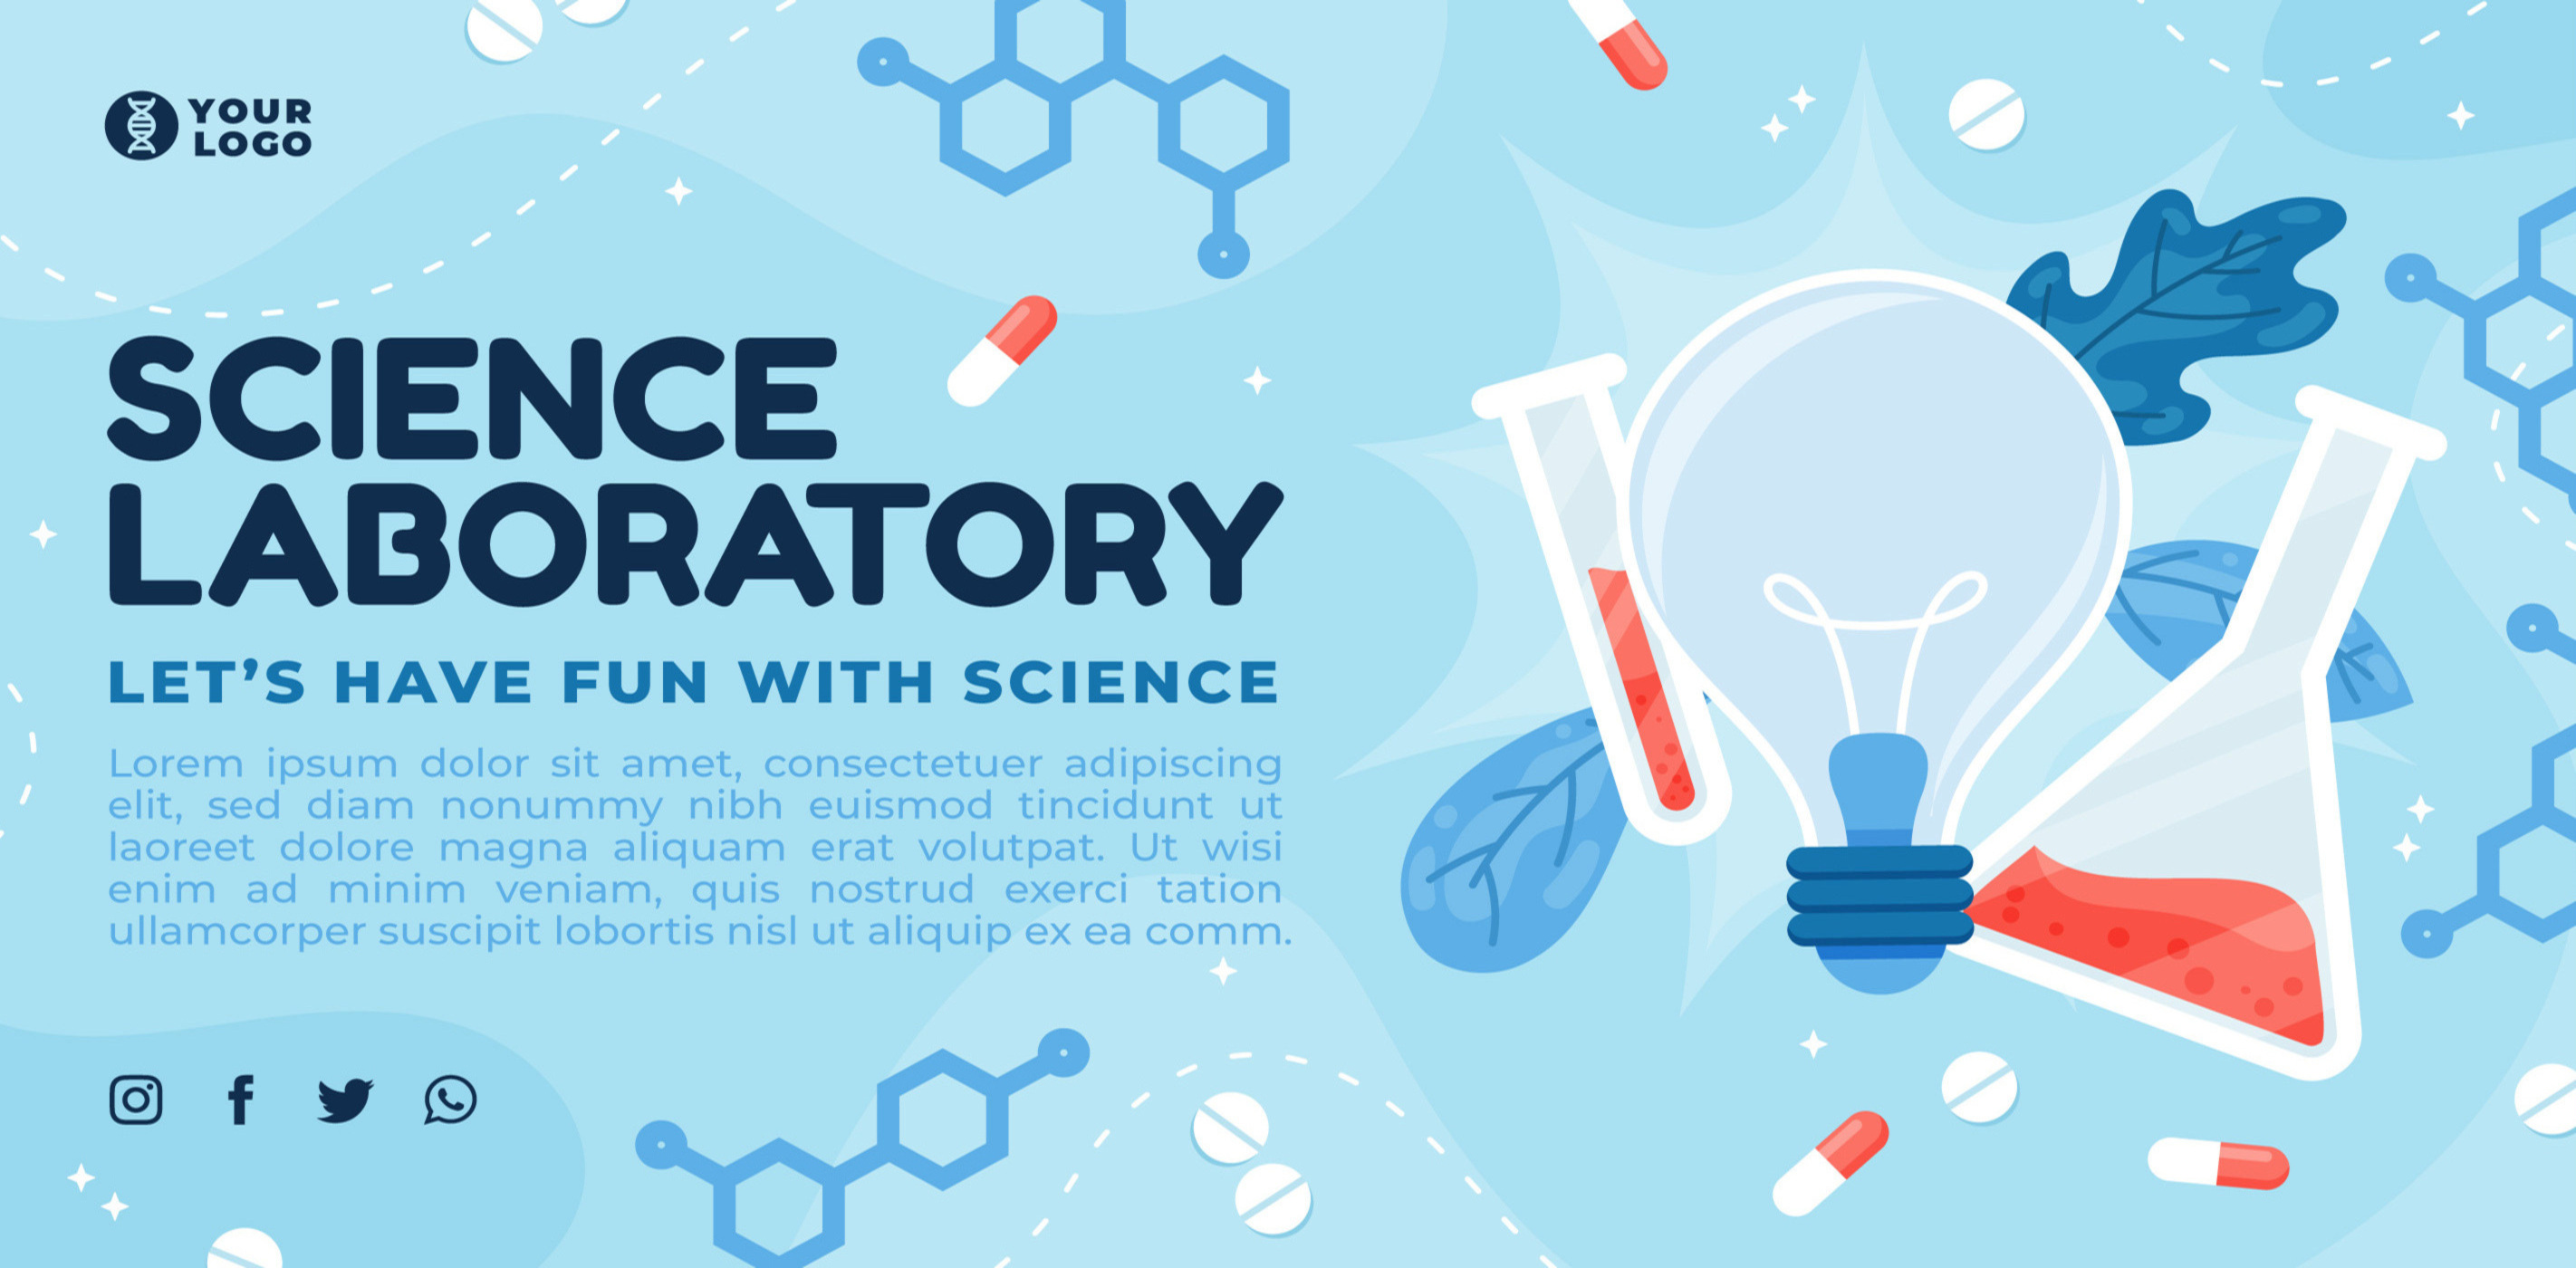 YOUR
LOGO
SCIENCE
LABORATORY
LET’S HAVE FUN WITH SCIENCE
Lorem ipsum dolor sit amet, consectetuer adipiscing
elit, sed diam nonummy nibh euismod tincidunt ut
laoreet dolore magna aliquam erat volutpat. Ut wisi
enim ad minim veniam, quis nostrud exerci tation
ullamcorper suscipit lobortis nisl ut aliquip ex ea comm.